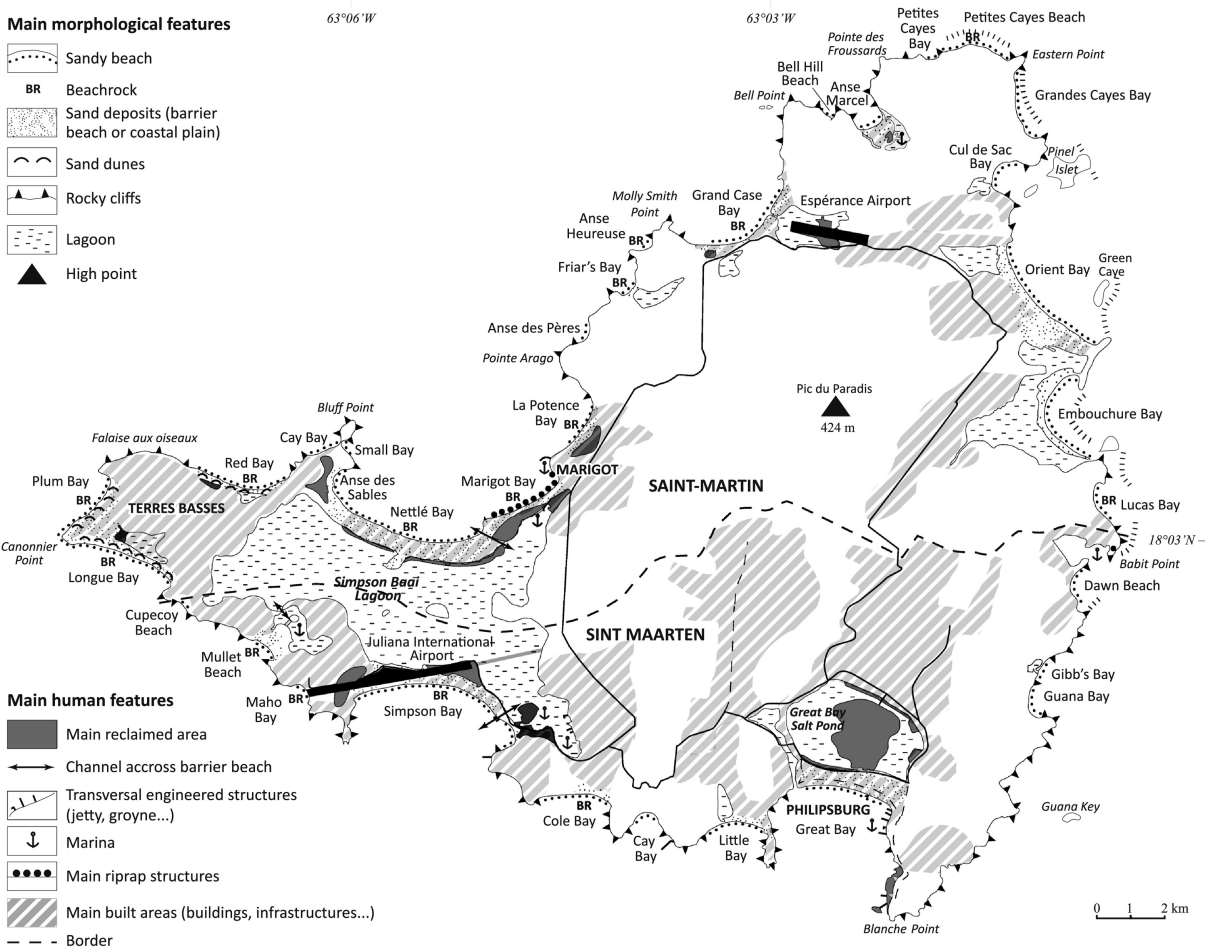 Main morphological features
Sandy beach
BR
Beachrock
Sand deposits (barrier
beach or coastal plain)
Sand dunes
Rocky cliffs
Lagoon
High point
63°06'W
63°03'W
Petites
Cayes
Bay
Petites Cayes Beach
BR
Pointe des
Froussards
Eastern Point
Bell Hill
Beach
Anse
Marcel
Bell Point
Grandes Cayes Bay
Cul de Sac
Bay
Pinel
Islet
Molly Smith
Point
Grand Case
Bay
BR
Espérance Airport
Anse
Heureuse
BR
Friar's Bay
BR
Orient Bay
Green
Cave
Anse des Pères
Pointe Arago
Pic du Paradis
424 m
La Potence
Bay
BR
Embouchure Bay
Bluff Point
Falaise aux oiseaux
Cay Bay
Small Bay
Red Bay
BR
Plum Bay
BR
Anse des
Sables
Marigot Bay
BR
MARIGOT
SAINT-MARTIN
TERRES BASSES
Nettlé Bay
BR
BR
Lucas Bay
Canonnier
Point
BR
Longue Bay
18°03'N
Babit Point
Simpson Baai
Lagoon
Dawn Beach
Cupecoy
Beach
SINT MAARTEN
Juliana International
Airport
BR
Mullet
Beach
Gibb's Bay
Guana Bay
BR
Maho
Bay
BR
Simpson Bay
Great Bay
Salt Pond
BR
Cole Bay
Cay
Bay
Little
Bay
PHILIPSBURG
Great Bay
Guana Key
Blanche Point
0 1 2 km
Main human features
Main reclaimed area
Channel accross barrier beach
Transversal engineered structures
(jetty, groyne...)
Marina
Main riprap structures
Main built areas (buildings, infrastructures...)
Border